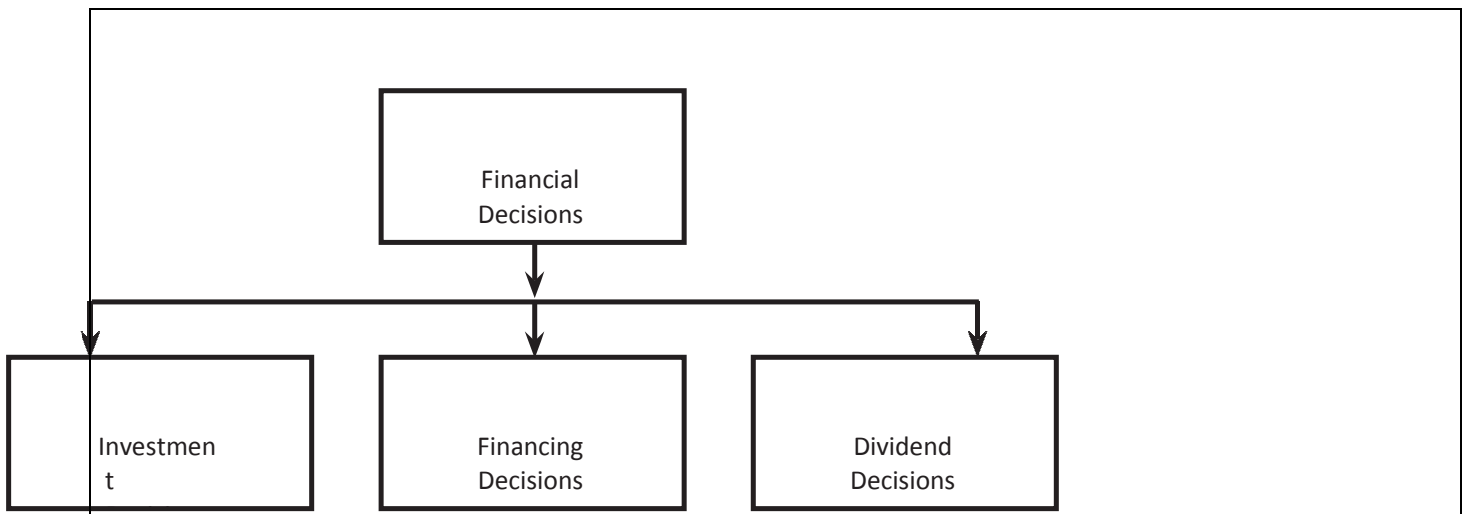 Financial
Decisions
Investmen
t
Financing
Decisions
Dividend
Decisions